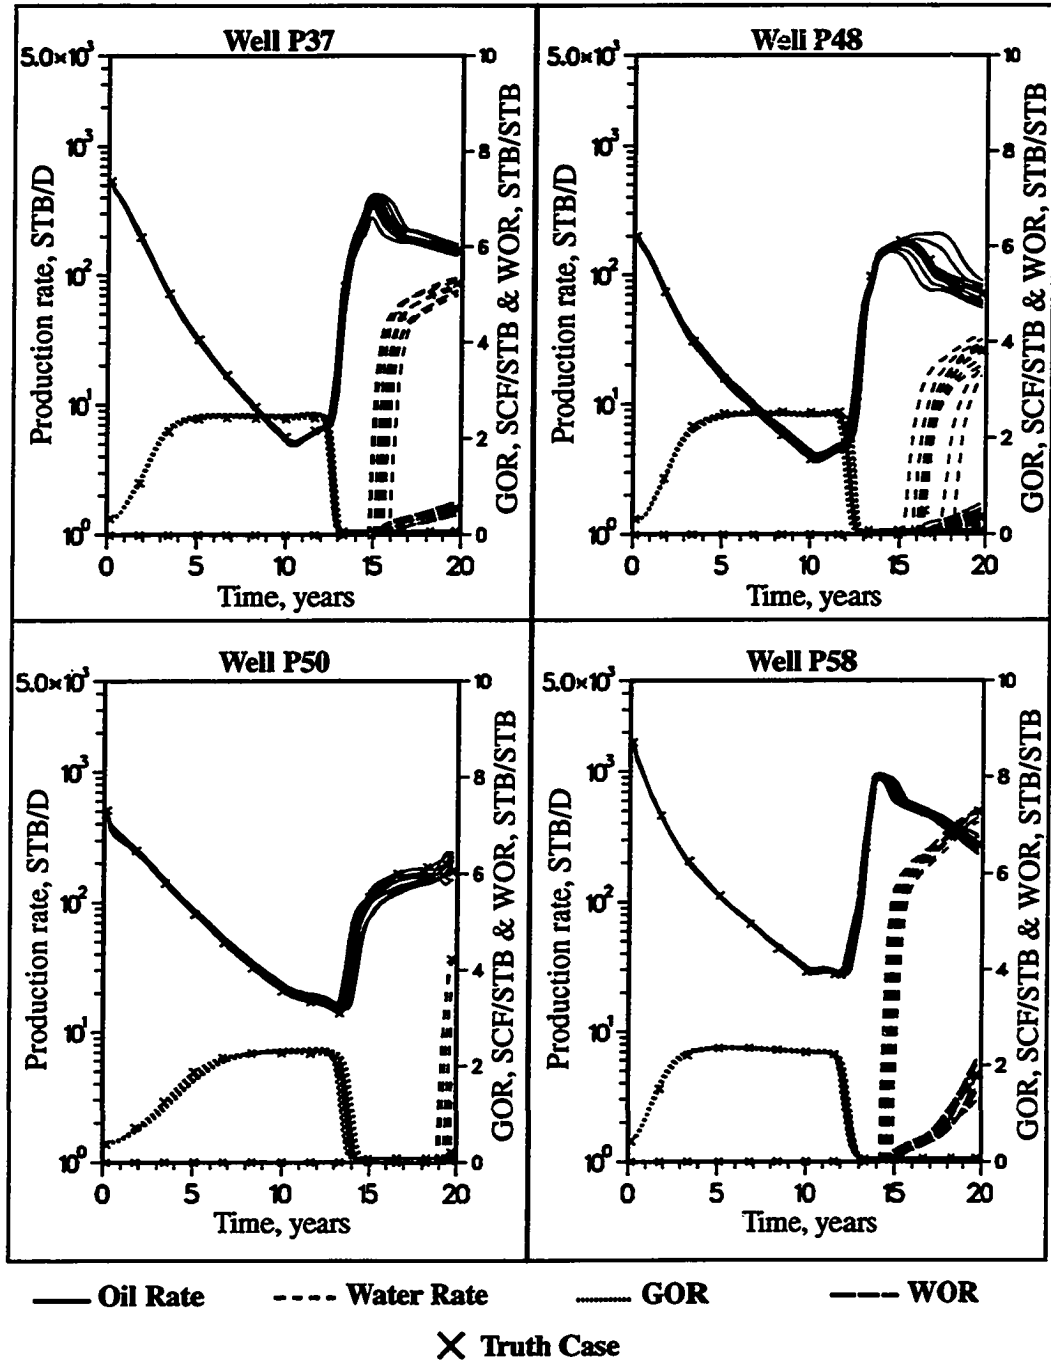 Well P37
5.0×10³
10³
10²
10¹
10⁰
Production rate, STB/D
10
8
6
4
2
0
GOR, SCF/STB & WOR, STB/STB
0 5 10 15 20
Time, years
Well P48
5.0×10³
10³
10²
10¹
10⁰
Production rate, STB/D
10
8
6
4
2
0
GOR, SCF/STB & WOR, STB/STB
0 5 10 15 20
Time, years
Well P50
5.0×10³
10³
10²
10¹
10⁰
Production rate, STB/D
10
8
6
4
2
0
GOR, SCF/STB & WOR, STB/STB
0 5 10 15 20
Time, years
Well P58
5.0×10³
10³
10²
10¹
10⁰
Production rate, STB/D
10
8
6
4
2
0
GOR, SCF/STB & WOR, STB/STB
0 5 10 15 20
Time, years
Oil Rate Water Rate GOR WOR
Truth Case